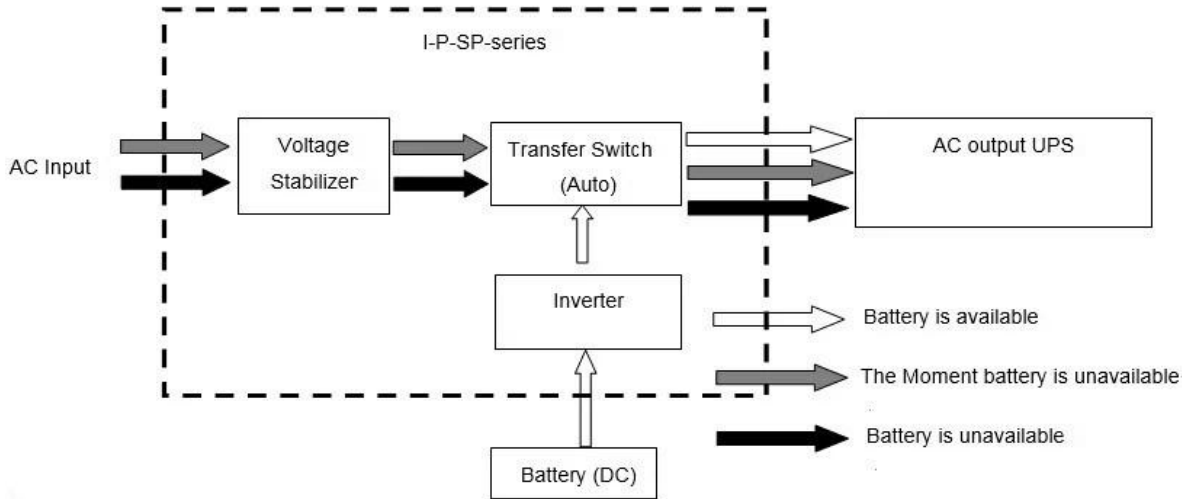 I-P-SP-series
AC Input
Voltage
Stabilizer
Transfer Switch
(Auto)
AC output UPS
Inverter
Battery (DC)
Battery is available
The Moment battery is unavailable
Battery is unavailable